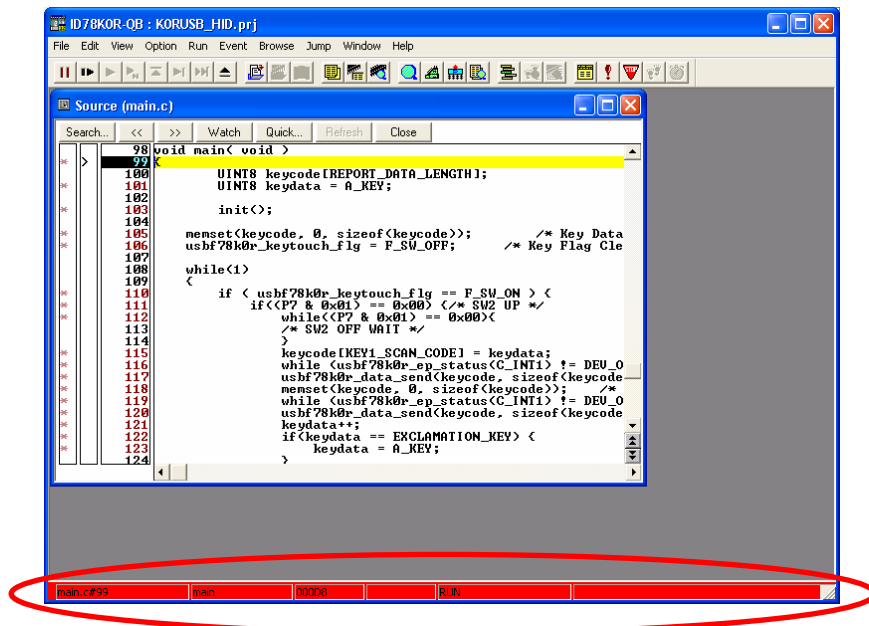 ID78K0R-QB : K0RUSB_HID.prj
File Edit View Option Run Event Browse Jump Window Help
Source (main.c)
Search... << >> Watch Quick... Refresh Close
98 void main( void )
> 99 {
100 UINT8 keycode[REPORT_DATA_LENGTH];
* 101 UINT8 keydata = A_KEY;
102
* 103 init();
104
* 105 memset(keycode, 0, sizeof(keycode)); /* Key Data
* 106 usbf78k0r_keytouch_flg = F_SW_OFF; /* Key Flag Cle
107
108 while(1)
109 {
* 110 if ( usbf78k0r_keytouch_flg == F_SW_ON ) {
* 111 if((P7 & 0x01) == 0x00) {/* SW2 UP */
* 112 while((P7 & 0x01) == 0x00){
113 /* SW2 OFF WAIT */
114 }
* 115 keycode[KEY1_SCAN_CODE] = keydata;
* 116 while (usbf78k0r_ep_status(C_INT1) != DEV_O
* 117 usbf78k0r_data_send(keycode, sizeof(keycode
* 118 memset(keycode, 0, sizeof(keycode)); /*
* 119 while (usbf78k0r_ep_status(C_INT1) != DEV_O
* 120 usbf78k0r_data_send(keycode, sizeof(keycode
* 121 keydata++;
* 122 if(keydata == EXCLAMATION_KEY) {
* 123 keydata = A_KEY;
124 }
main.c#99 main 000D8 RUN